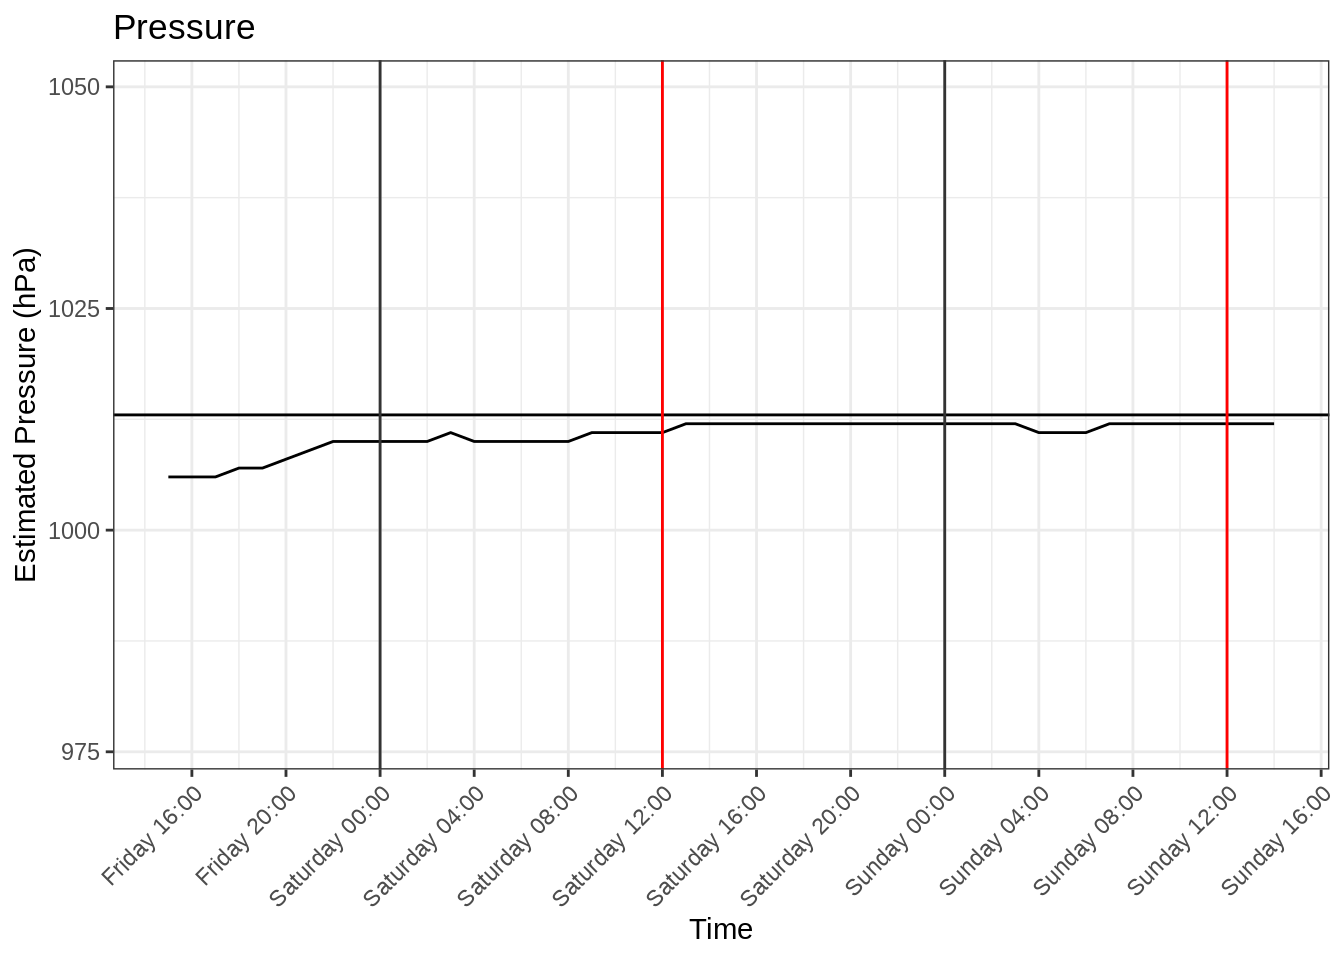 Pressure
Estimated Pressure (hPa)
1050
1025
1000
975
Friday 16:00
Friday 20:00
Saturday 00:00
Saturday 04:00
Saturday 08:00
Saturday 12:00
Saturday 16:00
Saturday 20:00
Sunday 00:00
Sunday 04:00
Sunday 08:00
Sunday 12:00
Sunday 16:00
Time